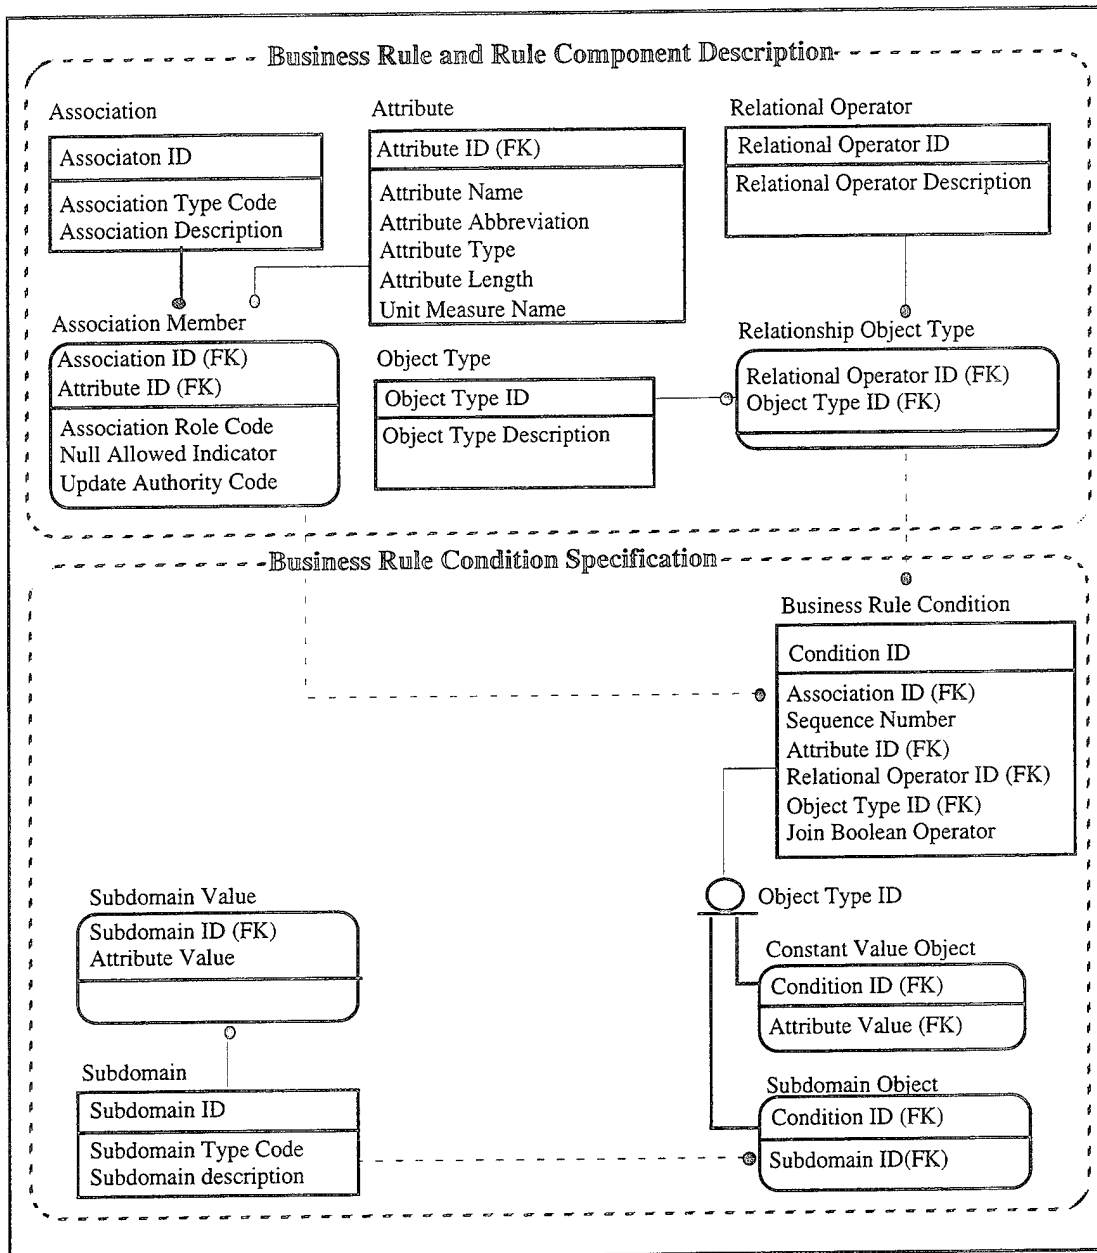 Business Rule and Rule Component Description
Association
Associaton ID
Association Type Code
Association Description
Attribute
Attribute ID (FK)
Attribute Name
Attribute Abbreviation
Attribute Type
Attribute Length
Unit Measure Name
Relational Operator
Relational Operator ID
Relational Operator Description
Association Member
Association ID (FK)
Attribute ID (FK)
Association Role Code
Null Allowed Indicator
Update Authority Code
Object Type
Object Type ID
Object Type Description
Relationship Object Type
Relational Operator ID (FK)
Object Type ID (FK)
Business Rule Condition Specification
Business Rule Condition
Condition ID
Association ID (FK)
Sequence Number
Attribute ID (FK)
Relational Operator ID (FK)
Object Type ID (FK)
Join Boolean Operator
Object Type ID
Subdomain Value
Subdomain ID (FK)
Attribute Value
Constant Value Object
Condition ID (FK)
Attribute Value (FK)
Subdomain
Subdomain ID
Subdomain Type Code
Subdomain description
Subdomain Object
Condition ID (FK)
Subdomain ID(FK)